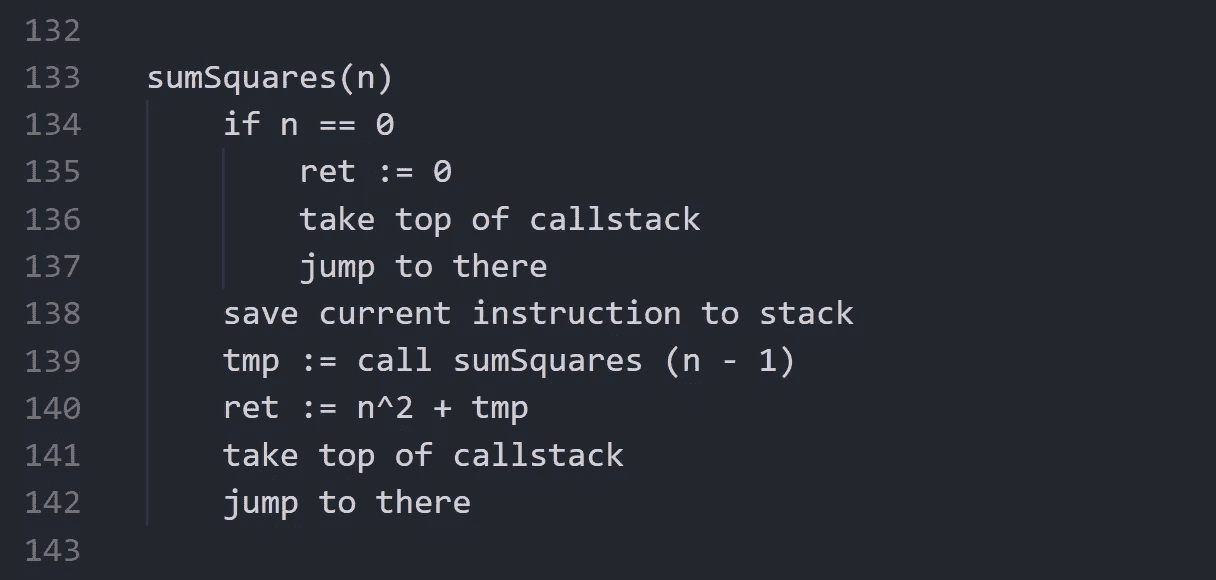 132
133 sumSquares(n)
134 if n == 0
135 ret := 0
136 take top of callstack
137 jump to there
138 save current instruction to stack
139 tmp := call sumSquares (n - 1)
140 ret := n^2 + tmp
141 take top of callstack
142 jump to there
143